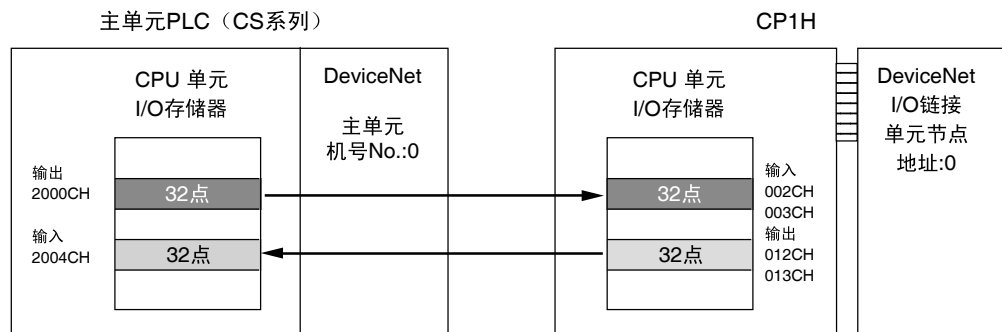 主单元PLC（CS系列）
CPU 单元
I/O存储器
DeviceNet
主单元
机号No.:0
输出
2000CH
32点
输入
2004CH
32点
CP1H
CPU 单元
I/O存储器
32点
输入
002CH
003CH
32点
输出
012CH
013CH
DeviceNet
I/O链接
单元节点
地址:0